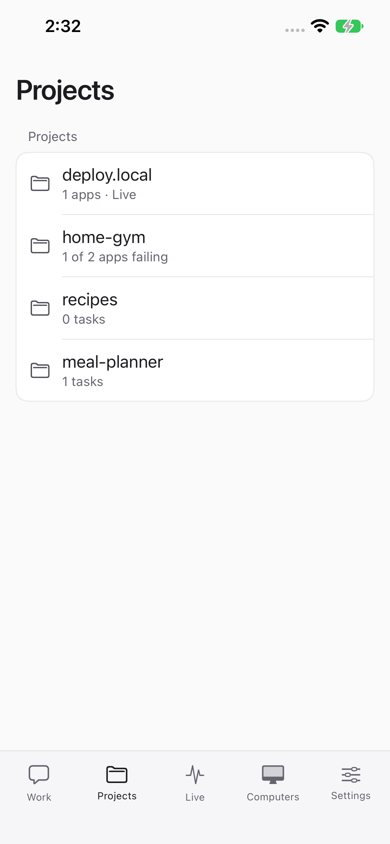 2:32
Projects
Projects
deploy.local
1 apps · Live
home-gym
1 of 2 apps failing
recipes
0 tasks
meal-planner
1 tasks
Work
Projects
Live
Computers
Settings